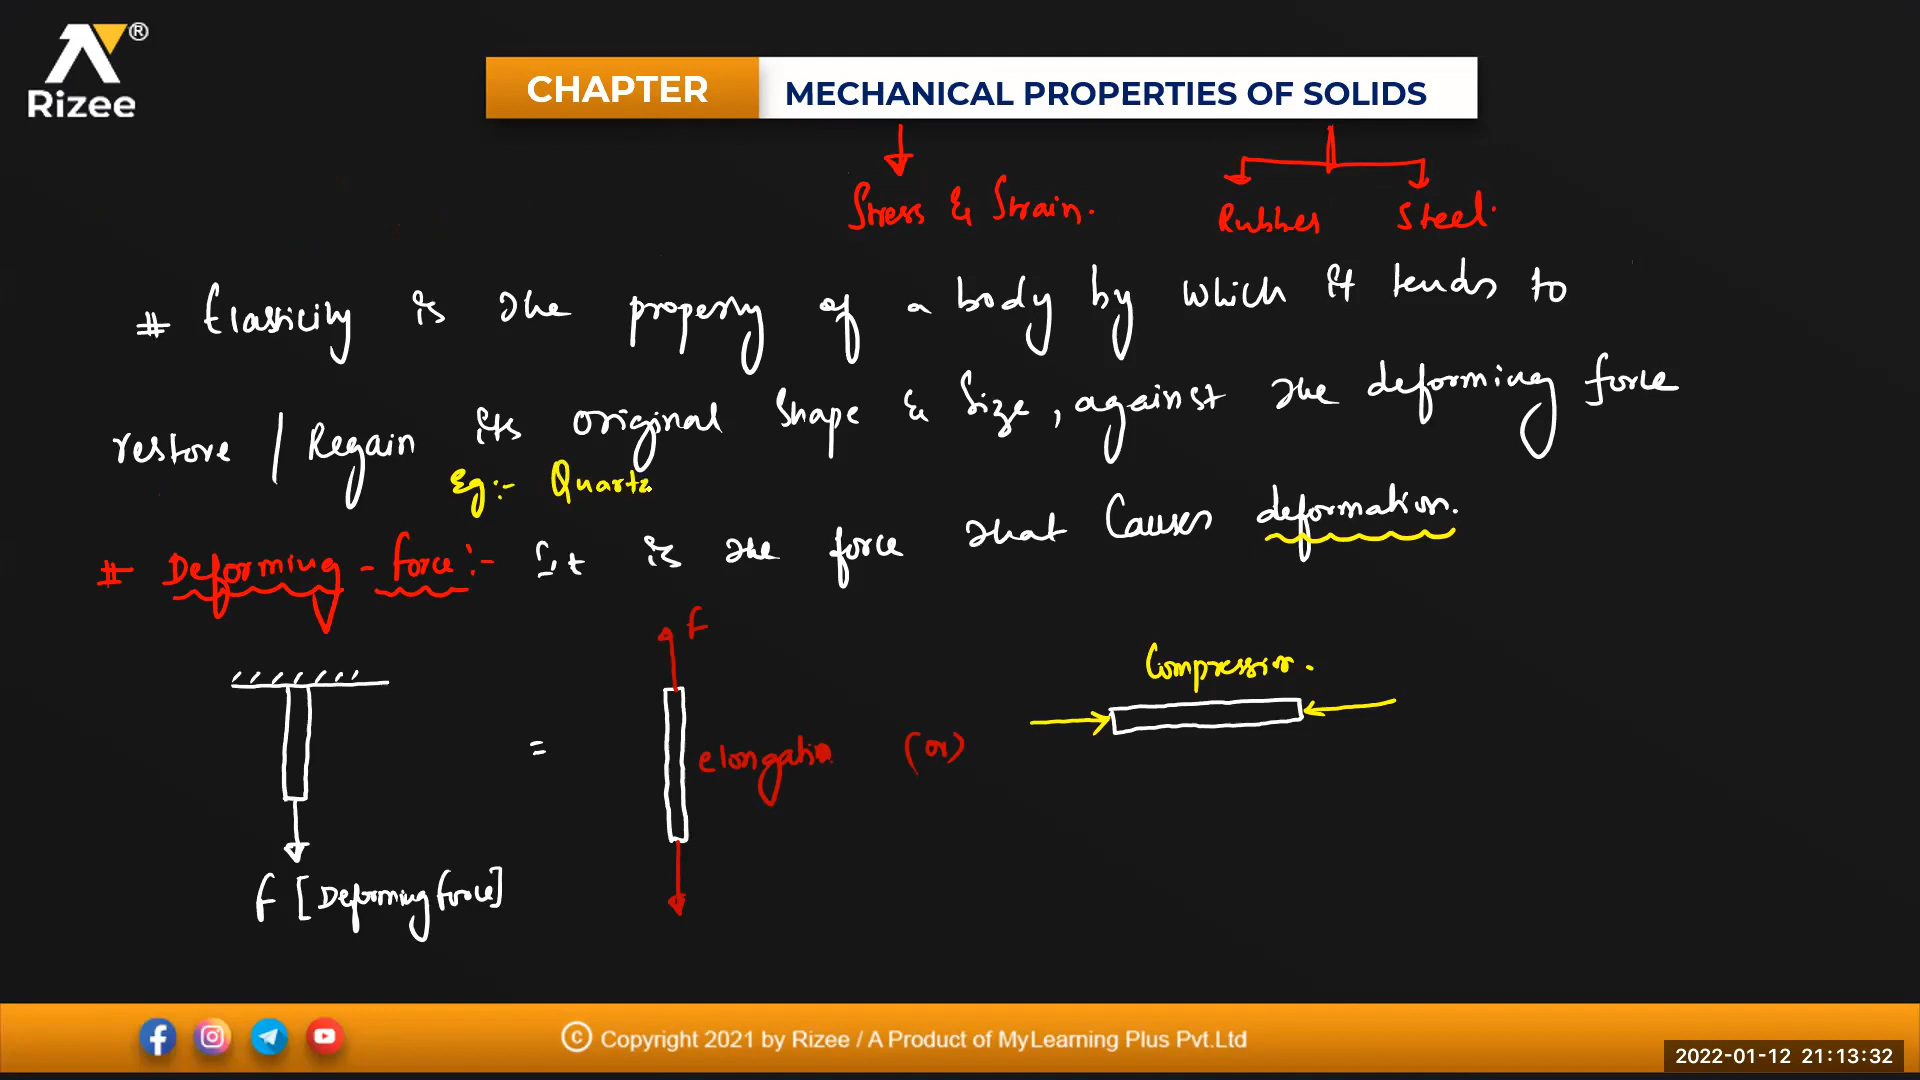 Rizee®
CHAPTER MECHANICAL PROPERTIES OF SOLIDS
Stress & Strain. Rubber Steel.
# Elasticity is the property of a body by which it tends to
restore / Regain its original shape & size, against the deforming force
Eg:- Quartz
# Deforming - force:- It is the force that causes deformation.
F
Compression.
= elongation (or)
F [Deforming force]
© Copyright 2021 by Rizee / A Product of MyLearning Plus Pvt.Ltd
2022-01-12 21:13:32